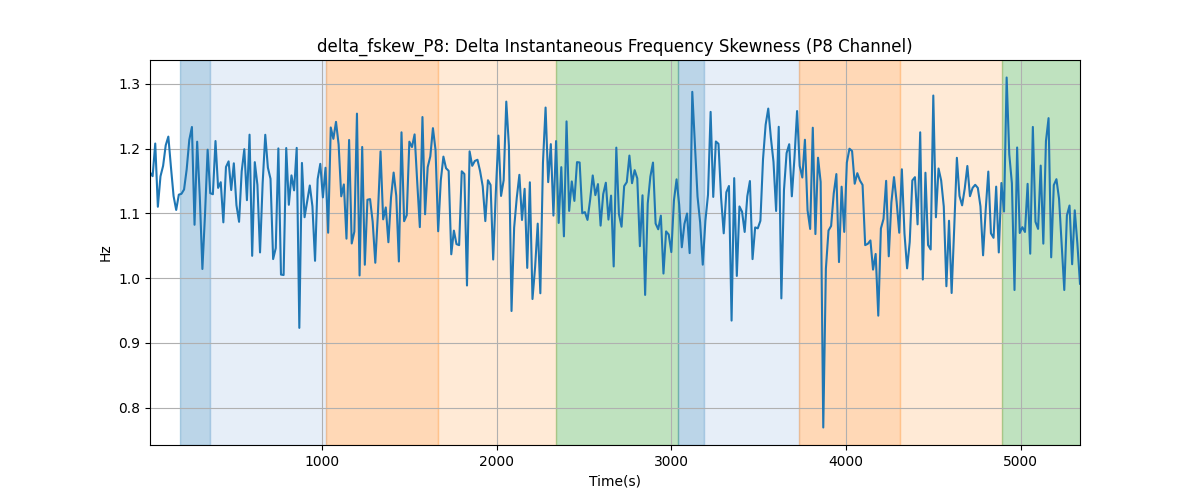 delta_fskew_P8: Delta Instantaneous Frequency Skewness (P8 Channel)
1.3
1.2
1.1
1.0
0.9
0.8
Hz
1000 2000 3000 4000 5000
Time(s)